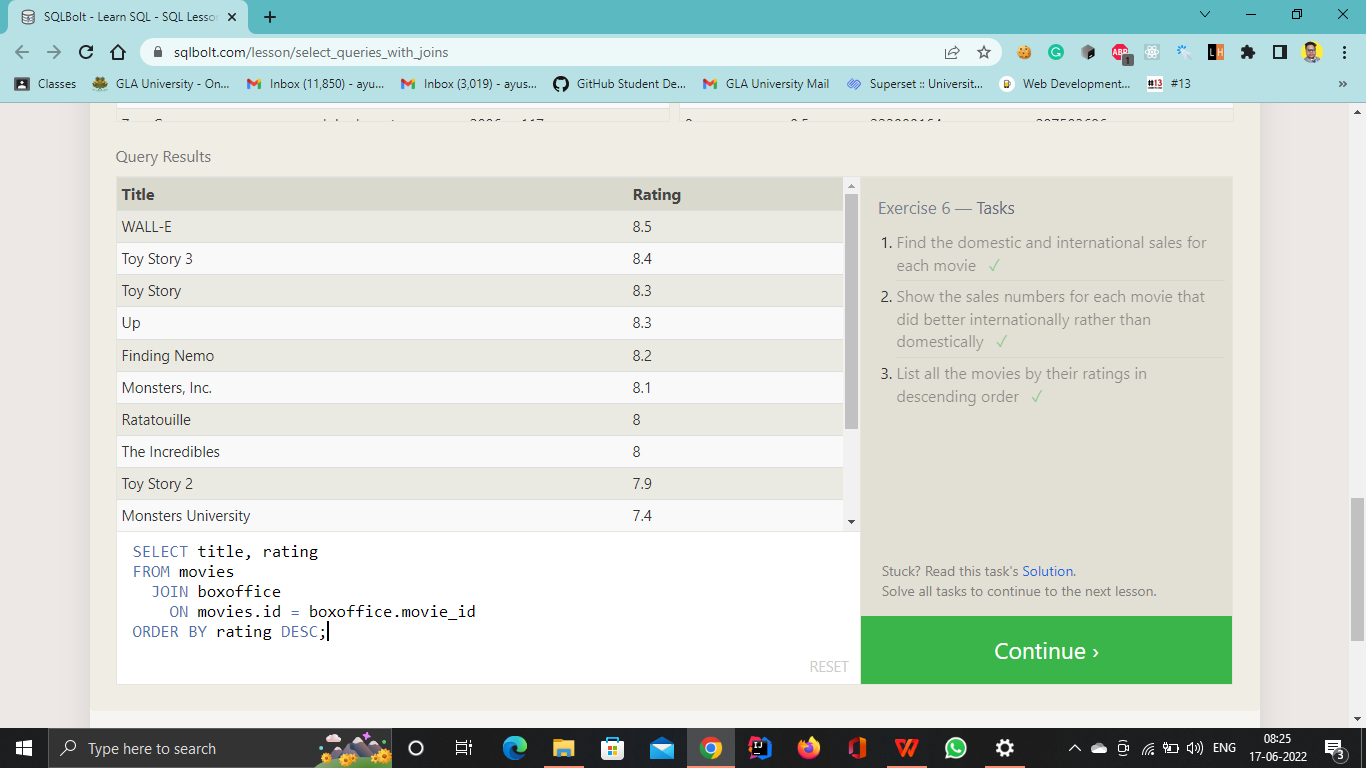 SQLBolt - Learn SQL - SQL Lesson
sqlbolt.com/lesson/select_queries_with_joins
ABP
1
LH
Classes
GLA University - On...
Inbox (11,850) - ayu...
Inbox (3,019) - ayus...
GitHub Student De...
GLA University Mail
Superset :: Universit...
Web Development...
#13
#13
Query Results
Title Rating
WALL-E 8.5
Toy Story 3 8.4
Toy Story 8.3
Up 8.3
Finding Nemo 8.2
Monsters, Inc. 8.1
Ratatouille 8
The Incredibles 8
Toy Story 2 7.9
Monsters University 7.4
SELECT title, rating
FROM movies
JOIN boxoffice
ON movies.id = boxoffice.movie_id
ORDER BY rating DESC;
RESET
Exercise 6 — Tasks
1. Find the domestic and international sales for
each movie ✓
2. Show the sales numbers for each movie that
did better internationally rather than
domestically ✓
3. List all the movies by their ratings in
descending order ✓
Stuck? Read this task's Solution.
Solve all tasks to continue to the next lesson.
Continue ›
Type here to search
ENG
08:25
17-06-2022
3